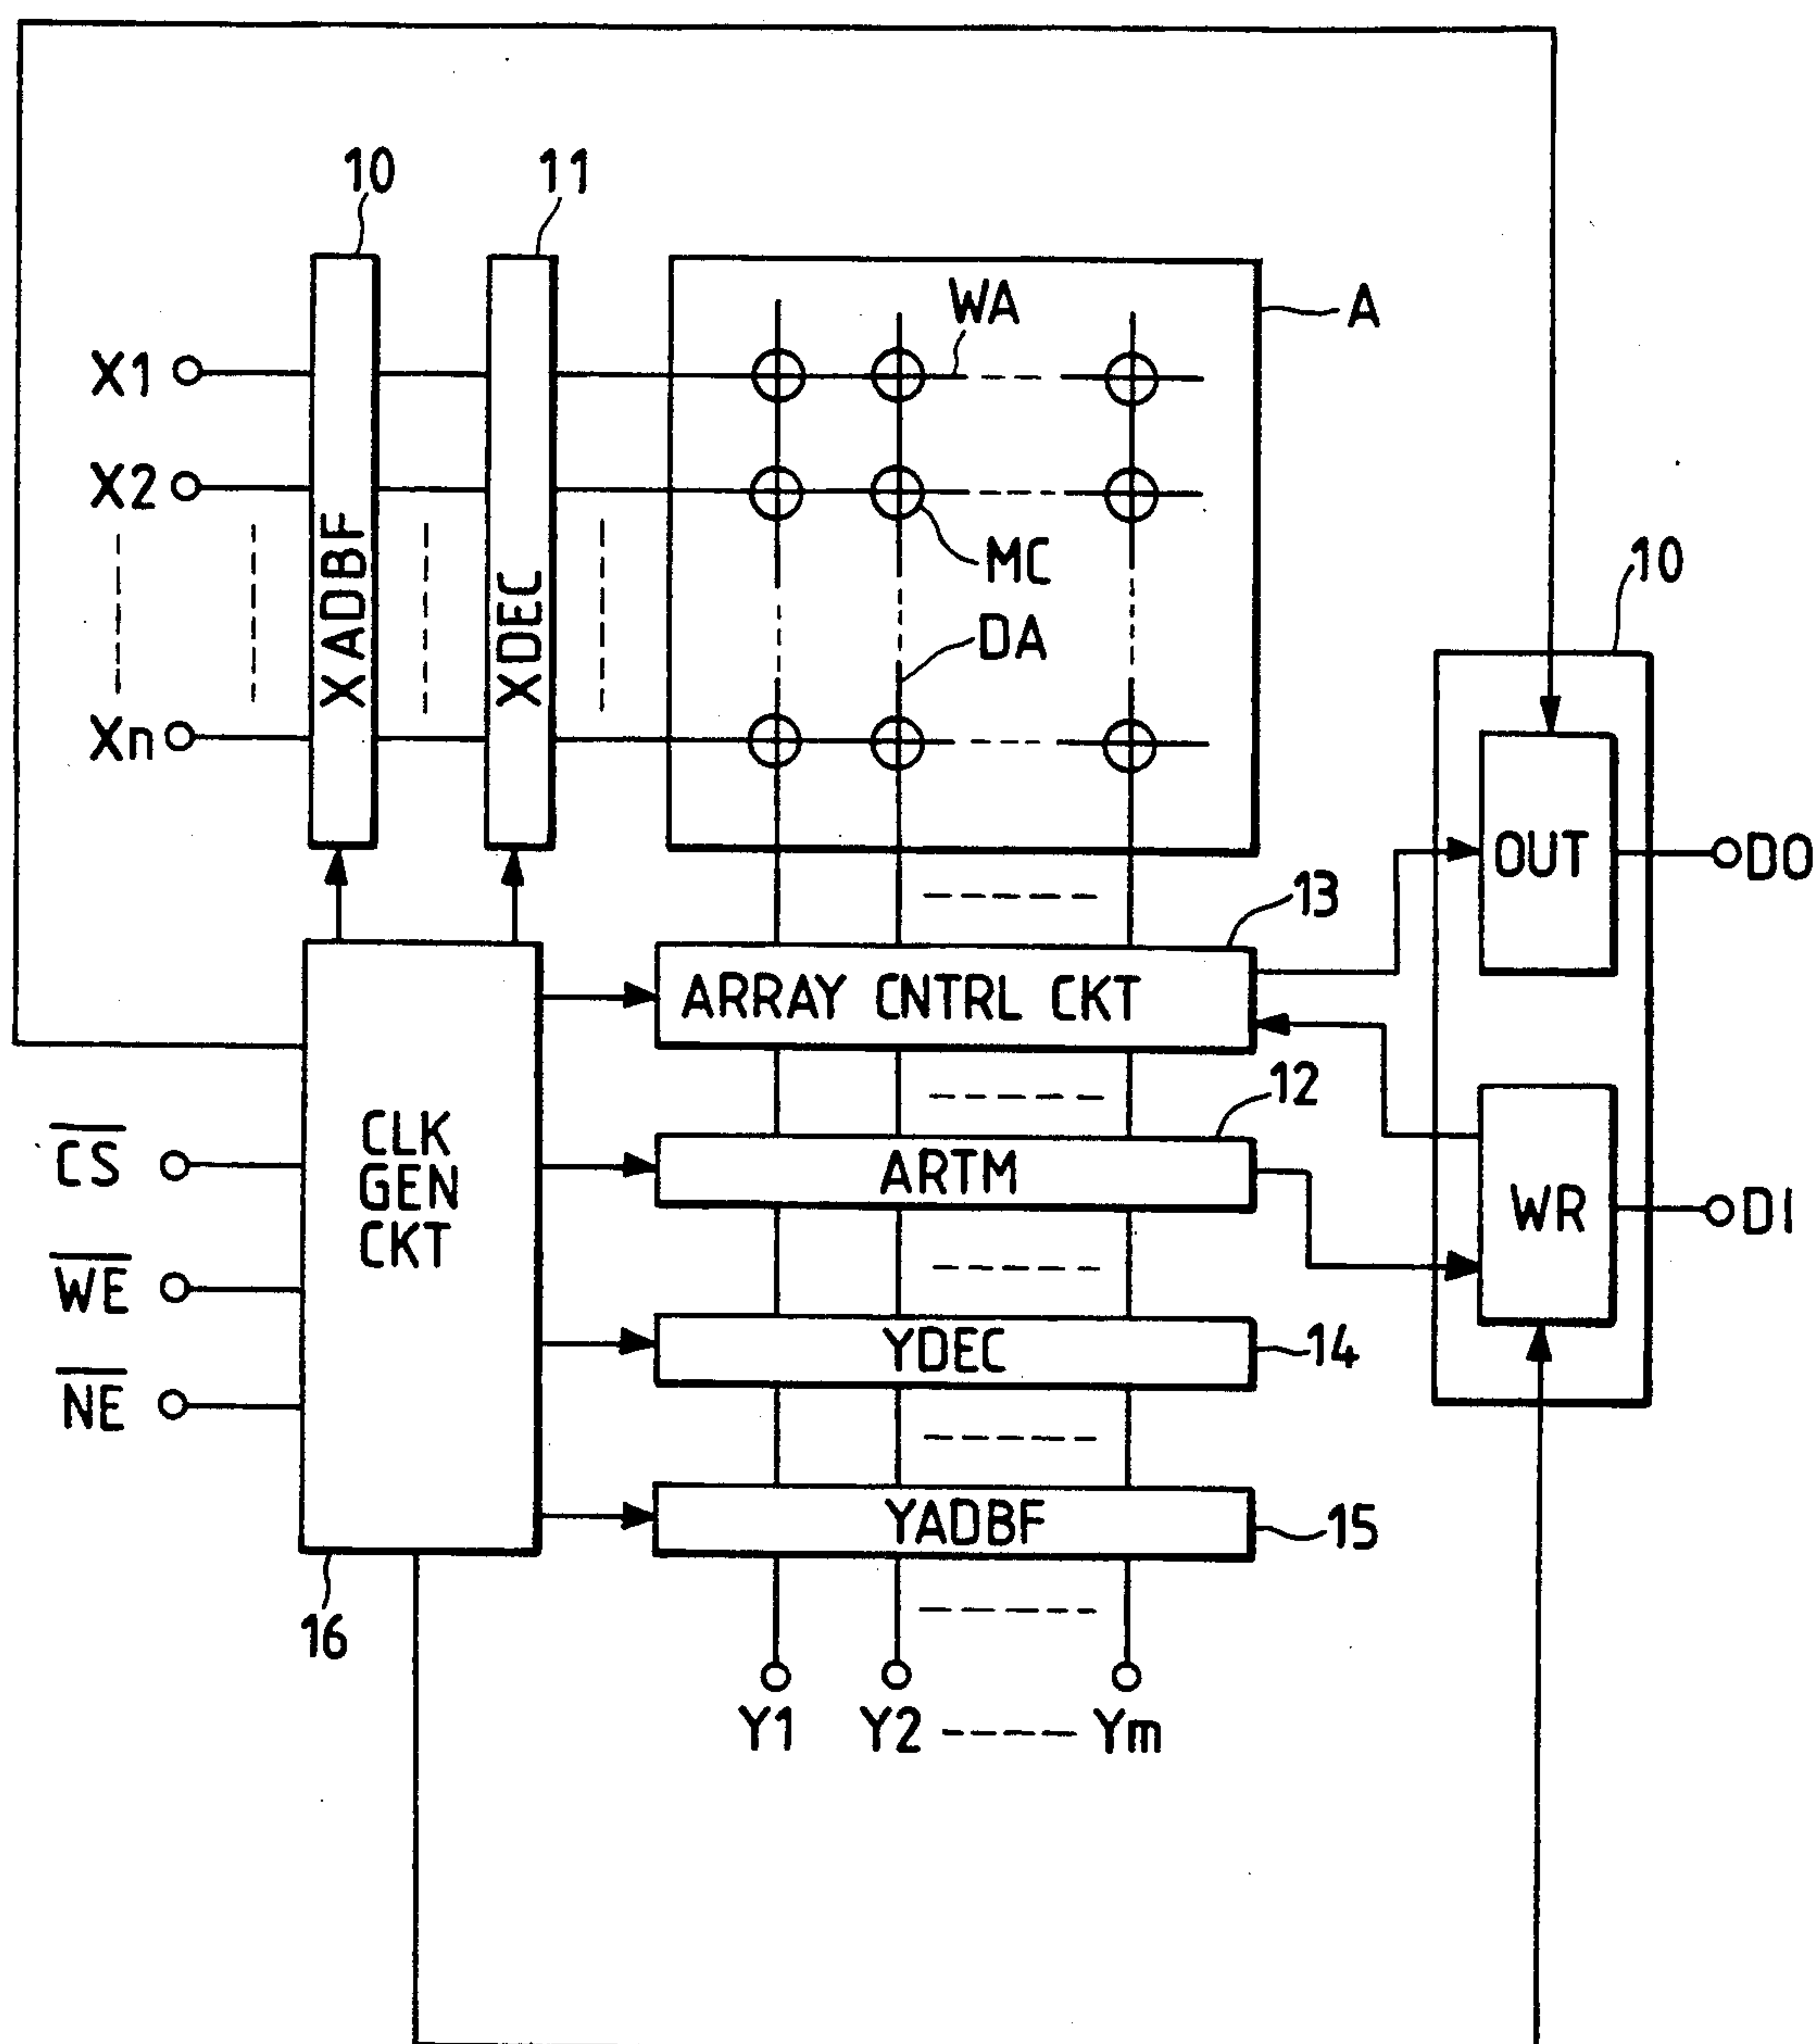 10
11
WA
A
X1
X2
Xn
XADBF
XDEC
MC
DA
10
OUT
DO
13
ARRAY CNTRL CKT
12
ARTM
WR
DI
CLK
GEN
CKT
CS
WE
NE
YDEC
14
YADBF
15
16
Y1 Y2 Ym